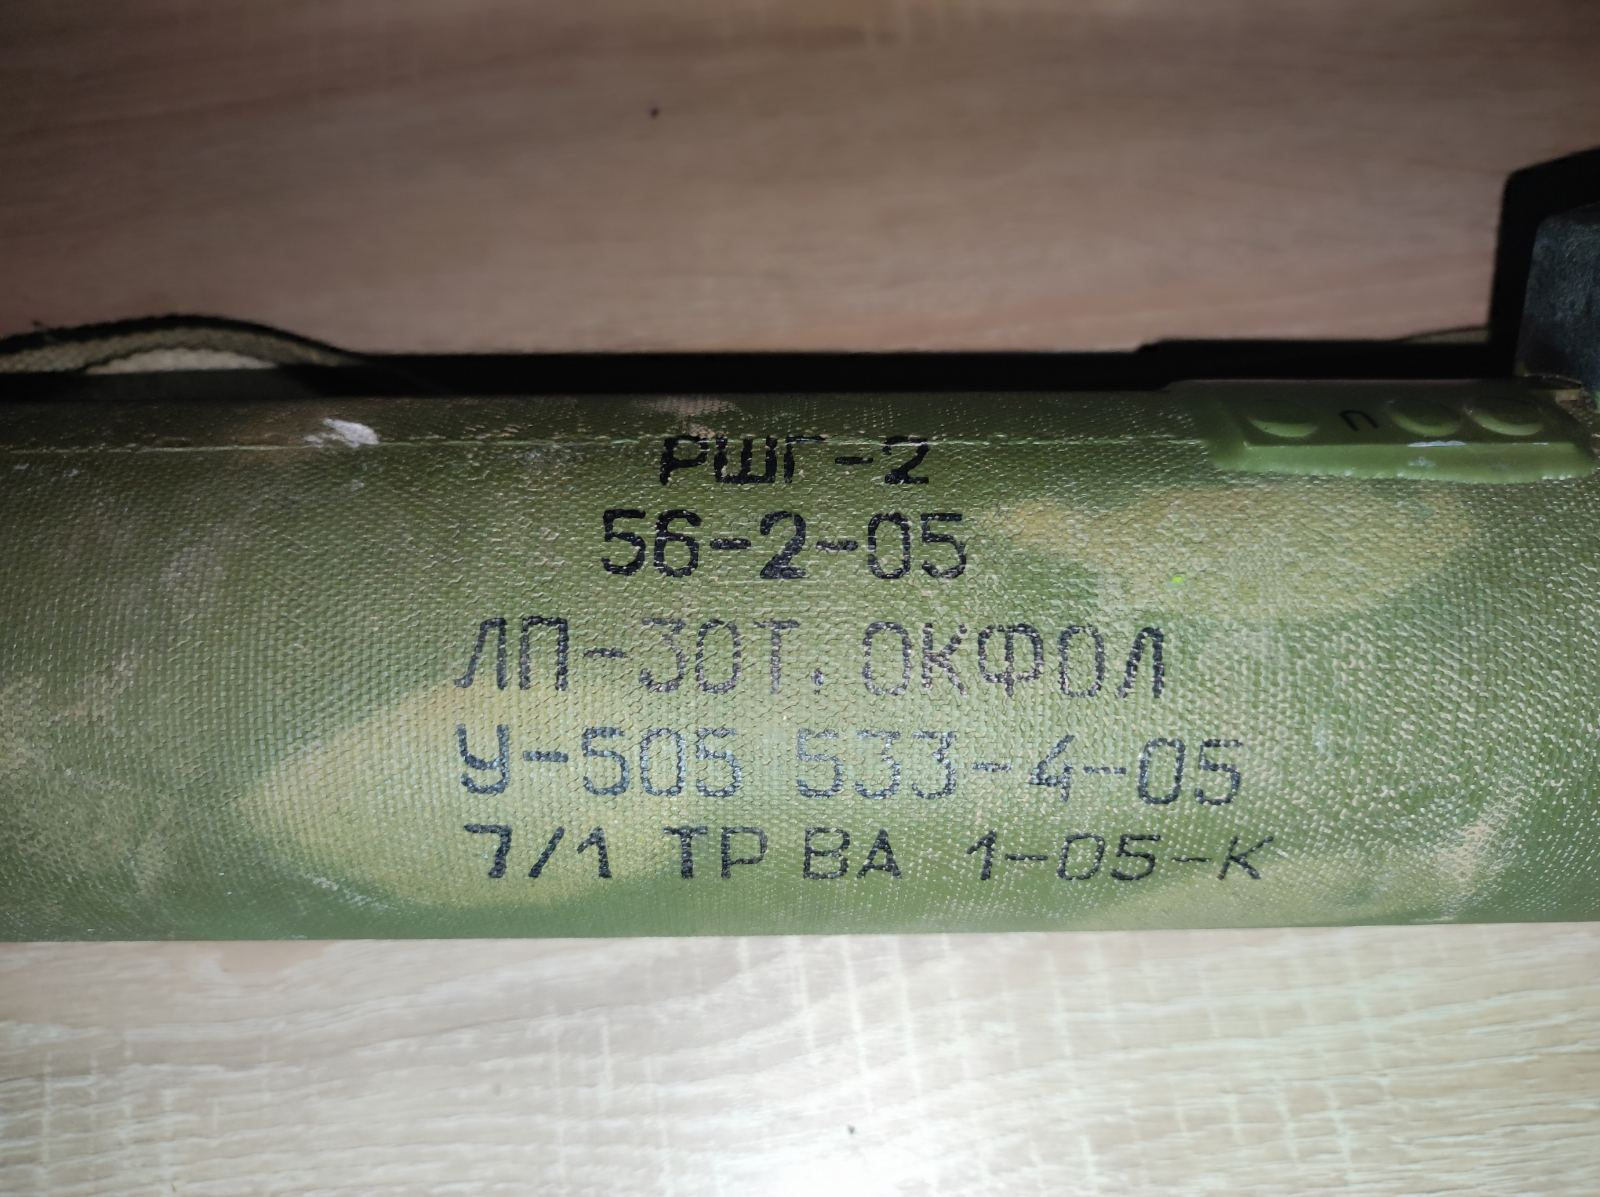 П
РШГ-2
56-2-05
ЛП-30Т. ОКФОЛ
У-505 533-4-05
7/1 ТР ВА 1-05-К